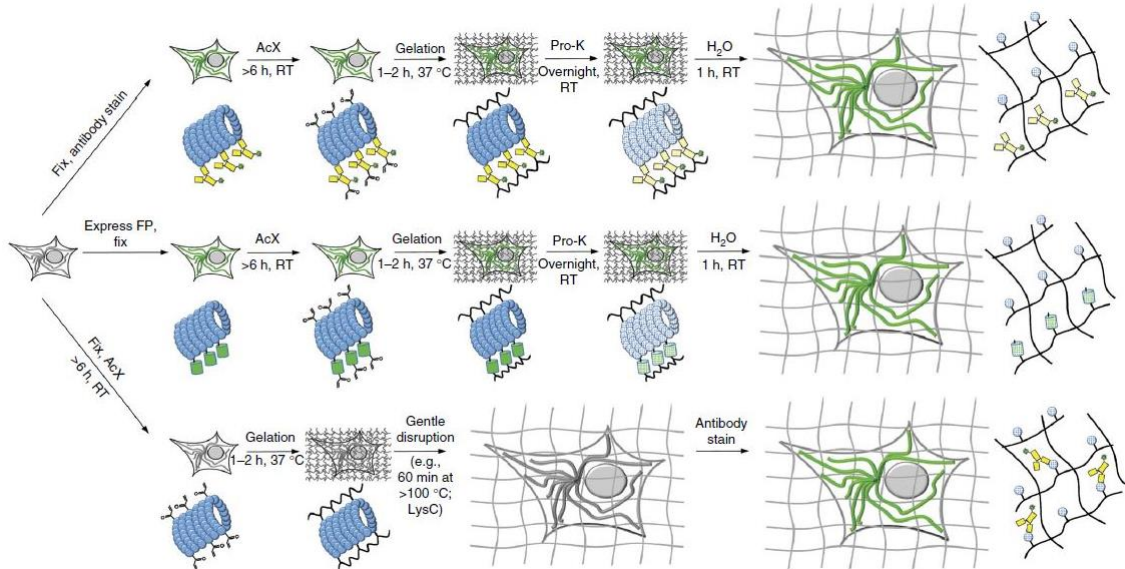 Fix, antibody stain
AcX
>6 h, RT
Gelation
1–2 h, 37 °C
Pro-K
Overnight,
RT
H2O
1 h, RT
Express FP,
fix
AcX
>6 h, RT
Gelation
1–2 h, 37 °C
Pro-K
Overnight,
RT
H2O
1 h, RT
Fix, AcX
>6 h, RT
Gelation
1–2 h, 37 °C
Gentle
disruption
(e.g.,
60 min at
>100 °C;
LysC)
Antibody
stain